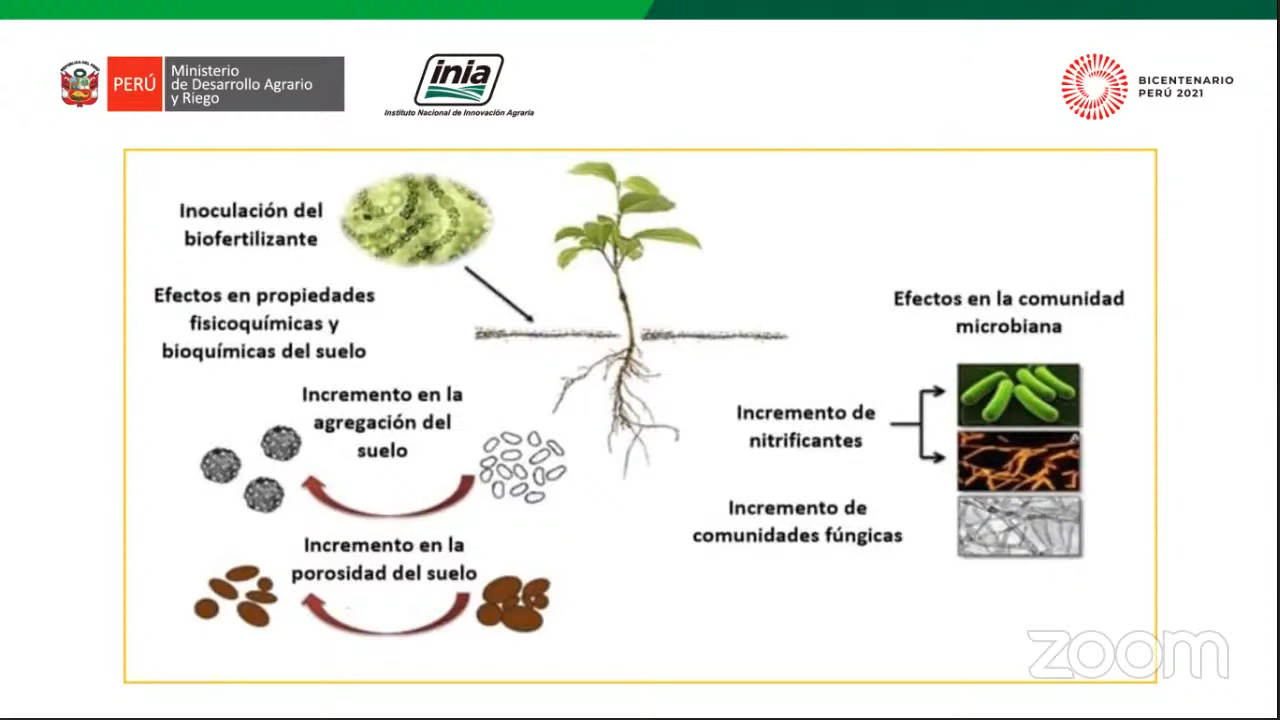 PERÚ
Ministerio
de Desarrollo Agrario
y Riego
inia
Instituto Nacional de Innovación Agraria
BICENTENARIO
PERÚ 2021
Inoculación del
biofertilizante
Efectos en propiedades
fisicoquímicas y
bioquímicas del suelo
Incremento en la
agregación del
suelo
Incremento en la
porosidad del suelo
Efectos en la comunidad
microbiana
Incremento de
nitrificantes
Incremento de
comunidades fúngicas
zoom